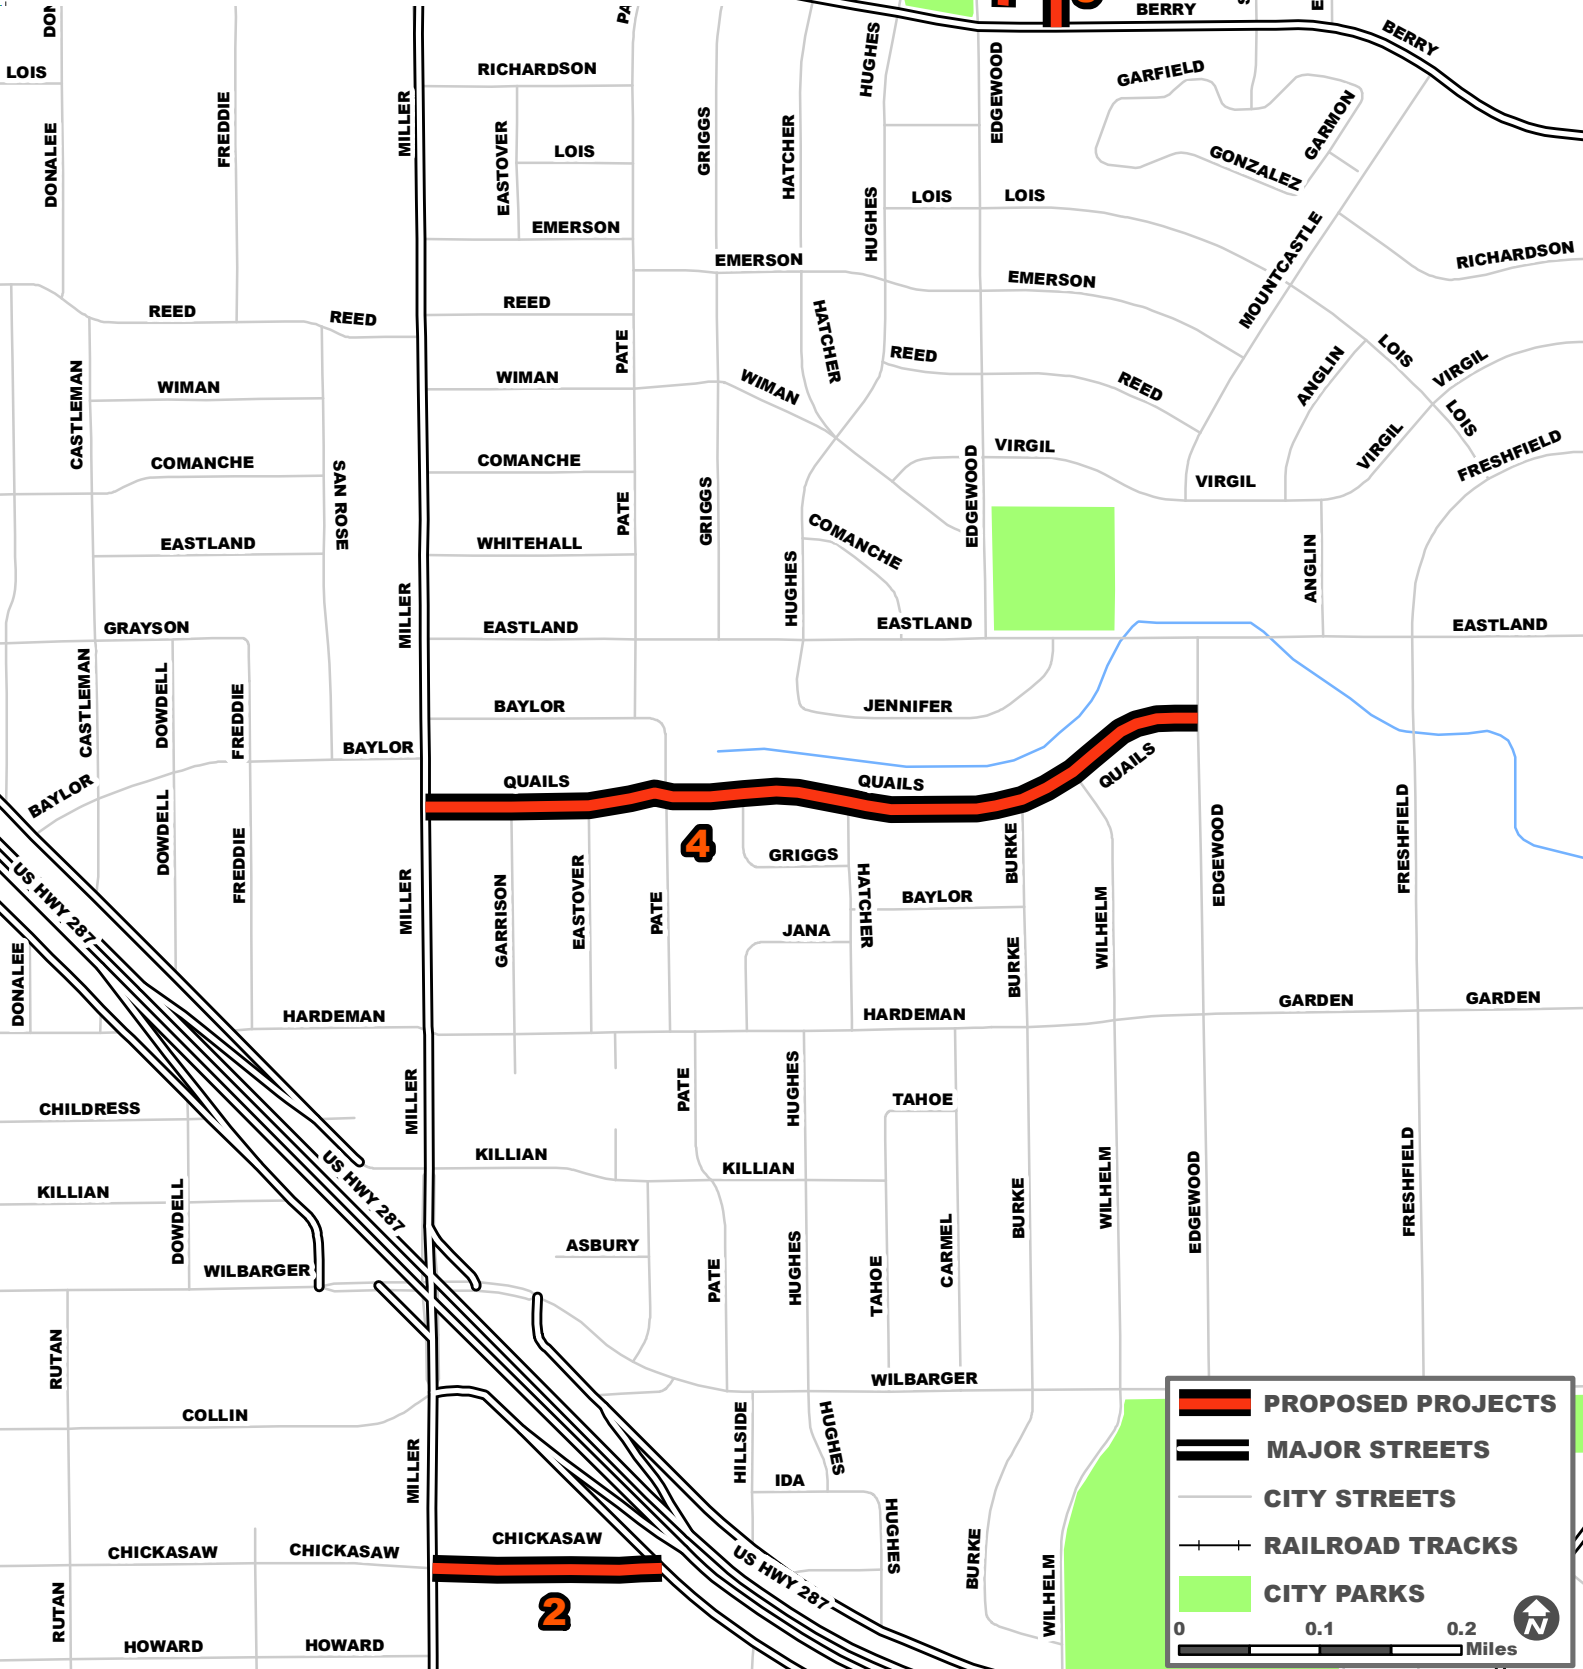 BERRY
BERRY
DON
LOIS
DONALEE
FREDDIE
MILLER
RICHARDSON
EASTOVER
LOIS
EMERSON
PA
GRIGGS
HATCHER
HUGHES
EDGEWOOD
GARFIELD
GARMON
GONZALEZ
HUGHES
LOIS
LOIS
EMERSON
EMERSON
MOUNTCASTLE
RICHARDSON
REED
REED
REED
PATE
HATCHER
REED
REED
ANGLIN
LOIS
VIRGIL
LOIS
CASTLEMAN
WIMAN
WIMAN
WIMAN
COMANCHE
SAN ROSE
COMANCHE
PATE
GRIGGS
EDGEWOOD
VIRGIL
VIRGIL
VIRGIL
FRESHFIELD
EASTLAND
WHITEHALL
COMANCHE
HUGHES
ANGLIN
MILLER
GRAYSON
EASTLAND
EASTLAND
EASTLAND
CASTLEMAN
DOWDELL
FREDDIE
BAYLOR
JENNIFER
BAYLOR
BAYLOR
QUAILS
QUAILS
QUAILS
4
DOWDELL
FREDDIE
MILLER
GARRISON
EASTOVER
PATE
GRIGGS
HATCHER
BURKE
BAYLOR
JANA
WILHELM
BURKE
EDGEWOOD
FRESHFIELD
US HWY 287
DONALEE
HARDEMAN
HARDEMAN
GARDEN
GARDEN
CHILDRESS
MILLER
PATE
HUGHES
TAHOE
KILLIAN
KILLIAN
KILLIAN
DOWDELL
US HWY 287
WILBARGER
ASBURY
PATE
HUGHES
TAHOE
CARMEL
BURKE
WILHELM
EDGEWOOD
FRESHFIELD
RUTAN
COLLIN
WILBARGER
MILLER
HILLSIDE
HUGHES
IDA
HUGHES
CHICKASAW
CHICKASAW
CHICKASAW
2
US HWY 287
BURKE
WILHELM
RUTAN
HOWARD
HOWARD
PROPOSED PROJECTS
MAJOR STREETS
CITY STREETS
RAILROAD TRACKS
CITY PARKS
N
0 0.1 0.2
Miles